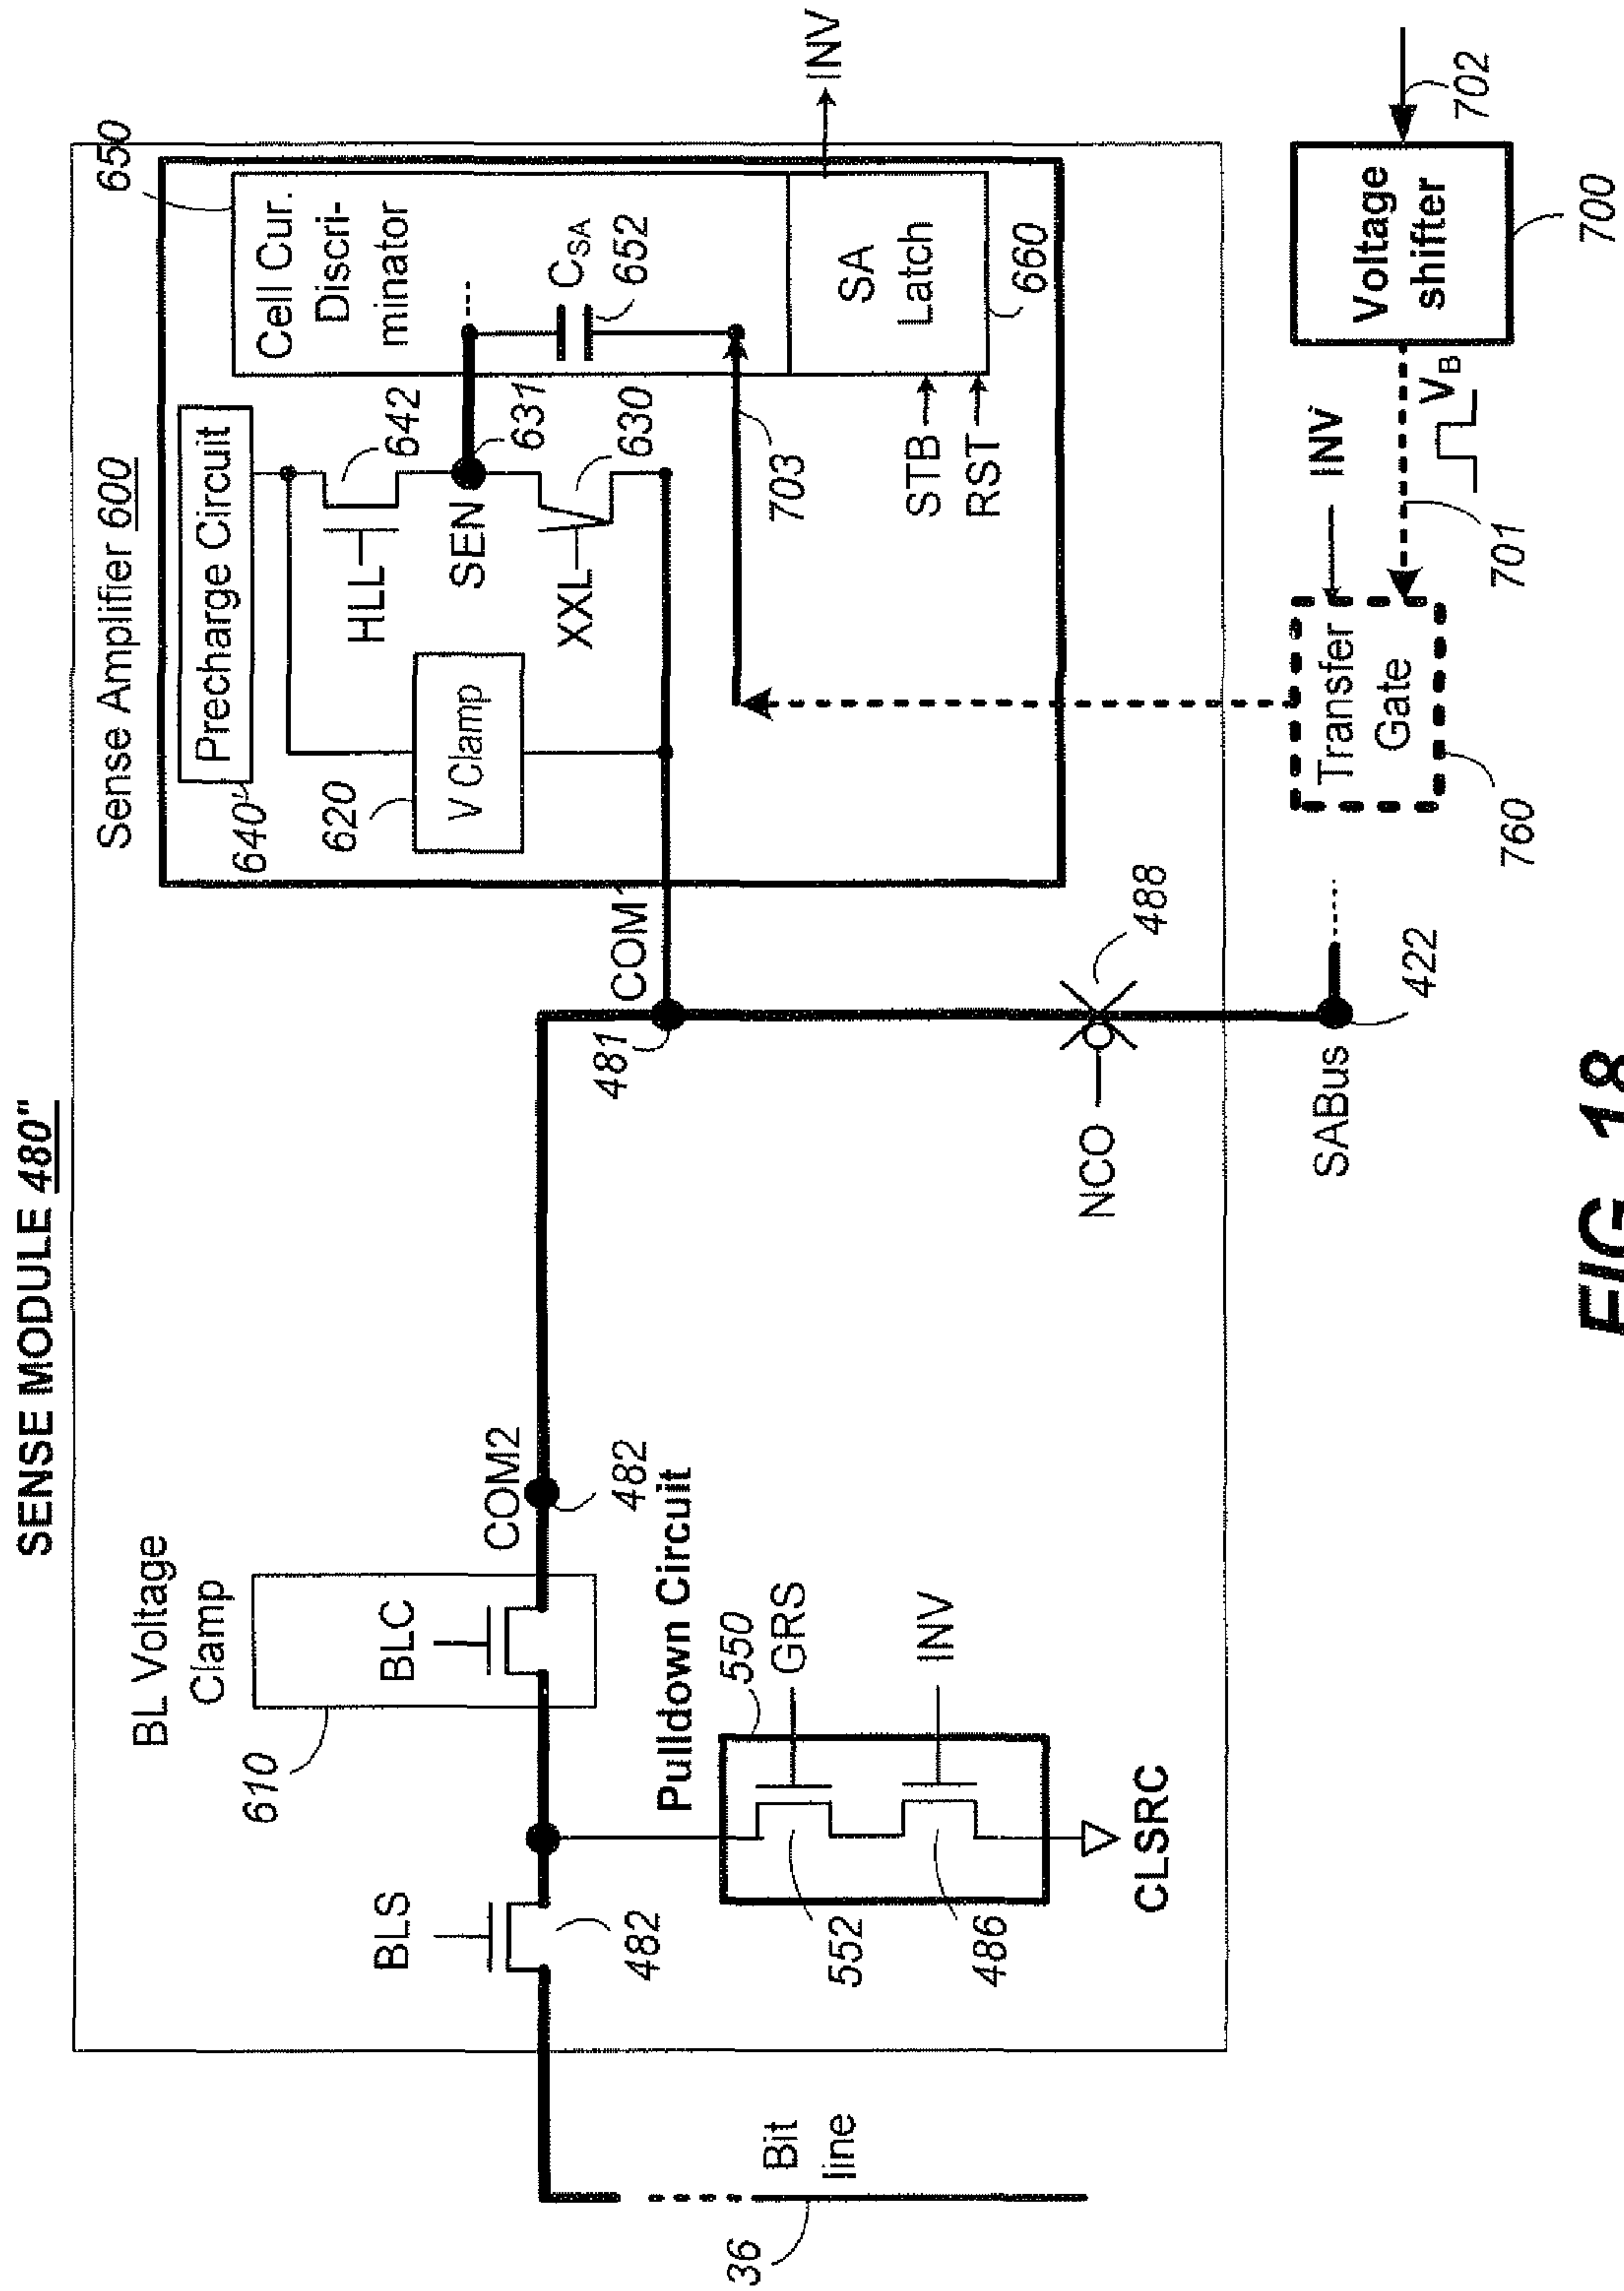 SENSE MODULE 480"
Sense Amplifier 600
650
Precharge Circuit
640'
Cell Cur.
Discri-
minator
HLL
642
620
V Clamp
SEN
631
CSA
652
XXL
630
703
STB
RST
SA
Latch
660
INV
BL Voltage
Clamp
610
BLS
BLC
482
COM2
482
COM1
481
Pulldown Circuit
550
GRS
INV
552
486
CLSRC
Bit
line
36
NCO
488
SABus
422
Transfer
Gate
760
INV
701
VB
Voltage
shifter
700
702
FIG. 18